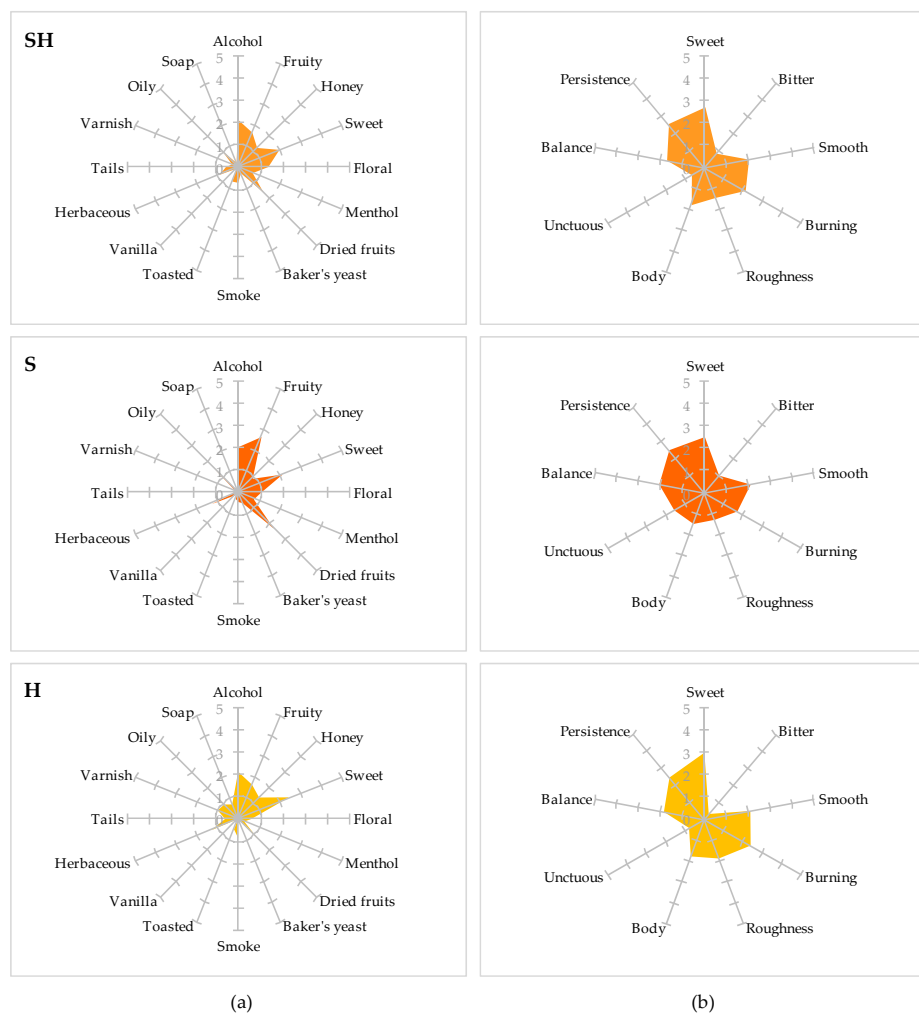 SH
Alcohol
Soap Fruity
Oily Honey
Varnish Sweet
Tails Floral
Herbaceous Menthol
Vanilla Dried fruits
Toasted Baker's yeast
Smoke
5
4
3
2
1
0
Sweet
Persistence Bitter
Balance Smooth
Unctuous Burning
Body Roughness
5
4
3
2
1
0
S
Alcohol
Soap Fruity
Oily Honey
Varnish Sweet
Tails Floral
Herbaceous Menthol
Vanilla Dried fruits
Toasted Baker's yeast
Smoke
5
4
3
2
1
0
Sweet
Persistence Bitter
Balance Smooth
Unctuous Burning
Body Roughness
5
4
3
2
1
0
H
Alcohol
Soap Fruity
Oily Honey
Varnish Sweet
Tails Floral
Herbaceous Menthol
Vanilla Dried fruits
Toasted Baker's yeast
Smoke
5
4
3
2
1
0
Sweet
Persistence Bitter
Balance Smooth
Unctuous Burning
Body Roughness
5
4
3
2
1
0
(a) (b)